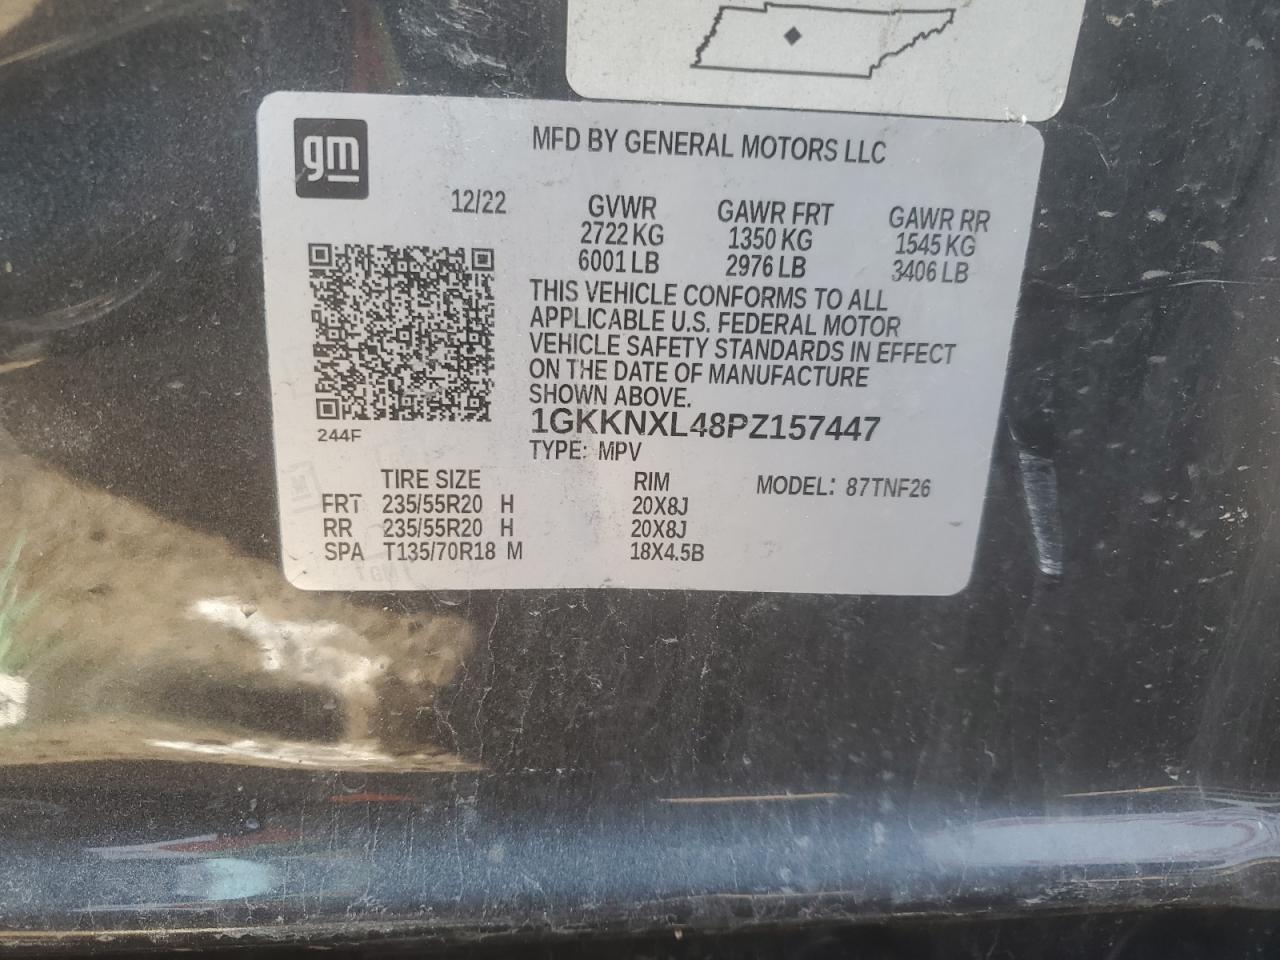 gm
MFD BY GENERAL MOTORS LLC
12/22
GVWR GAWR FRT GAWR RR
2722 KG 1350 KG 1545 KG
6001 LB 2976 LB 3406 LB
THIS VEHICLE CONFORMS TO ALL
APPLICABLE U.S. FEDERAL MOTOR
VEHICLE SAFETY STANDARDS IN EFFECT
ON THE DATE OF MANUFACTURE
SHOWN ABOVE.
244F
1GKKNXL48PZ157447
TYPE: MPV
TIRE SIZE RIM MODEL: 87TNF26
FRT 235/55R20 H 20X8J
RR 235/55R20 H 20X8J
SPA T135/70R18 M 18X4.5B